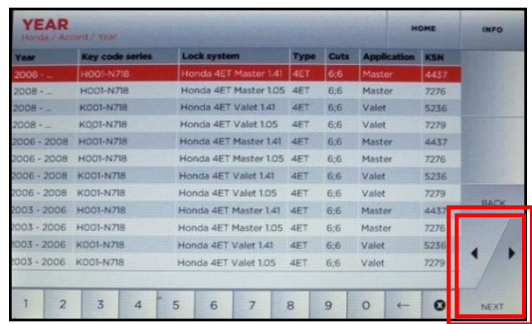 YEAR
Honda / Accord / Year
HOME
INFO
Year Key code series Lock system Type Cuts Application KSN
2008 - ... H001-N718 Honda 4ET Master 1.41 4ET 6;6 Master 4437
2008 - ... H001-N718 Honda 4ET Master 1.05 4ET 6;6 Master 7276
2008 - ... K001-N718 Honda 4ET Valet 1.41 4ET 6;6 Valet 5236
2008 - ... K001-N718 Honda 4ET Valet 1.05 4ET 6;6 Valet 7279
2006 - 2008 H001-N718 Honda 4ET Master 1.41 4ET 6;6 Master 4437
2006 - 2008 H001-N718 Honda 4ET Master 1.05 4ET 6;6 Master 7276
2006 - 2008 K001-N718 Honda 4ET Valet 1.41 4ET 6;6 Valet 5236
2006 - 2008 K001-N718 Honda 4ET Valet 1.05 4ET 6;6 Valet 7279
2003 - 2006 H001-N718 Honda 4ET Master 1.41 4ET 6;6 Master 4437
2003 - 2006 H001-N718 Honda 4ET Master 1.05 4ET 6;6 Master 7276
2003 - 2006 K001-N718 Honda 4ET Valet 1.41 4ET 6;6 Valet 5236
2003 - 2006 K001-N718 Honda 4ET Valet 1.05 4ET 6;6 Valet 7279
BACK
NEXT
1 2 3 4 5 6 7 8 9 0 ←